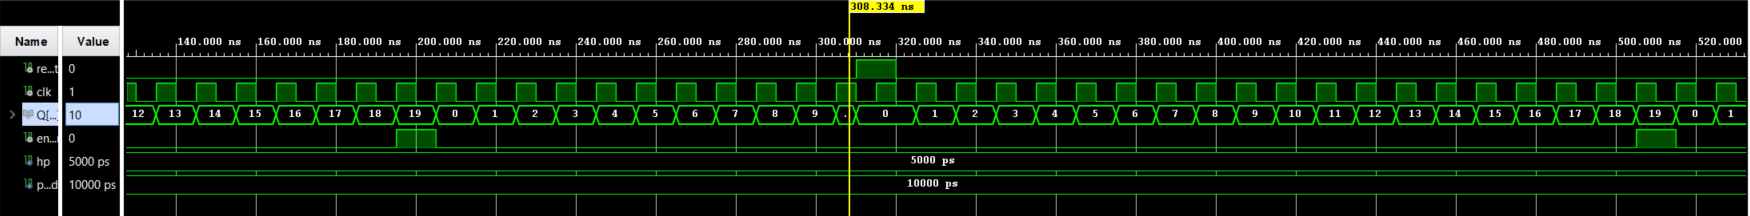 308.334 ns
Name Value 140.000 ns 160.000 ns 180.000 ns 200.000 ns 220.000 ns 240.000 ns 260.000 ns 280.000 ns 300.000 ns 320.000 ns 340.000 ns 360.000 ns 380.000 ns 400.000 ns 420.000 ns 440.000 ns 460.000 ns 480.000 ns 500.000 ns 520.000
re...t 0
clk 1
Q[...] 10 12 13 14 15 16 17 18 19 0 1 2 3 4 5 6 7 8 9 . 0 1 2 3 4 5 6 7 8 9 10 11 12 13 14 15 16 17 18 19 0 1
en... 0
hp 5000 ps 5000 ps
p...d 10000 ps 10000 ps